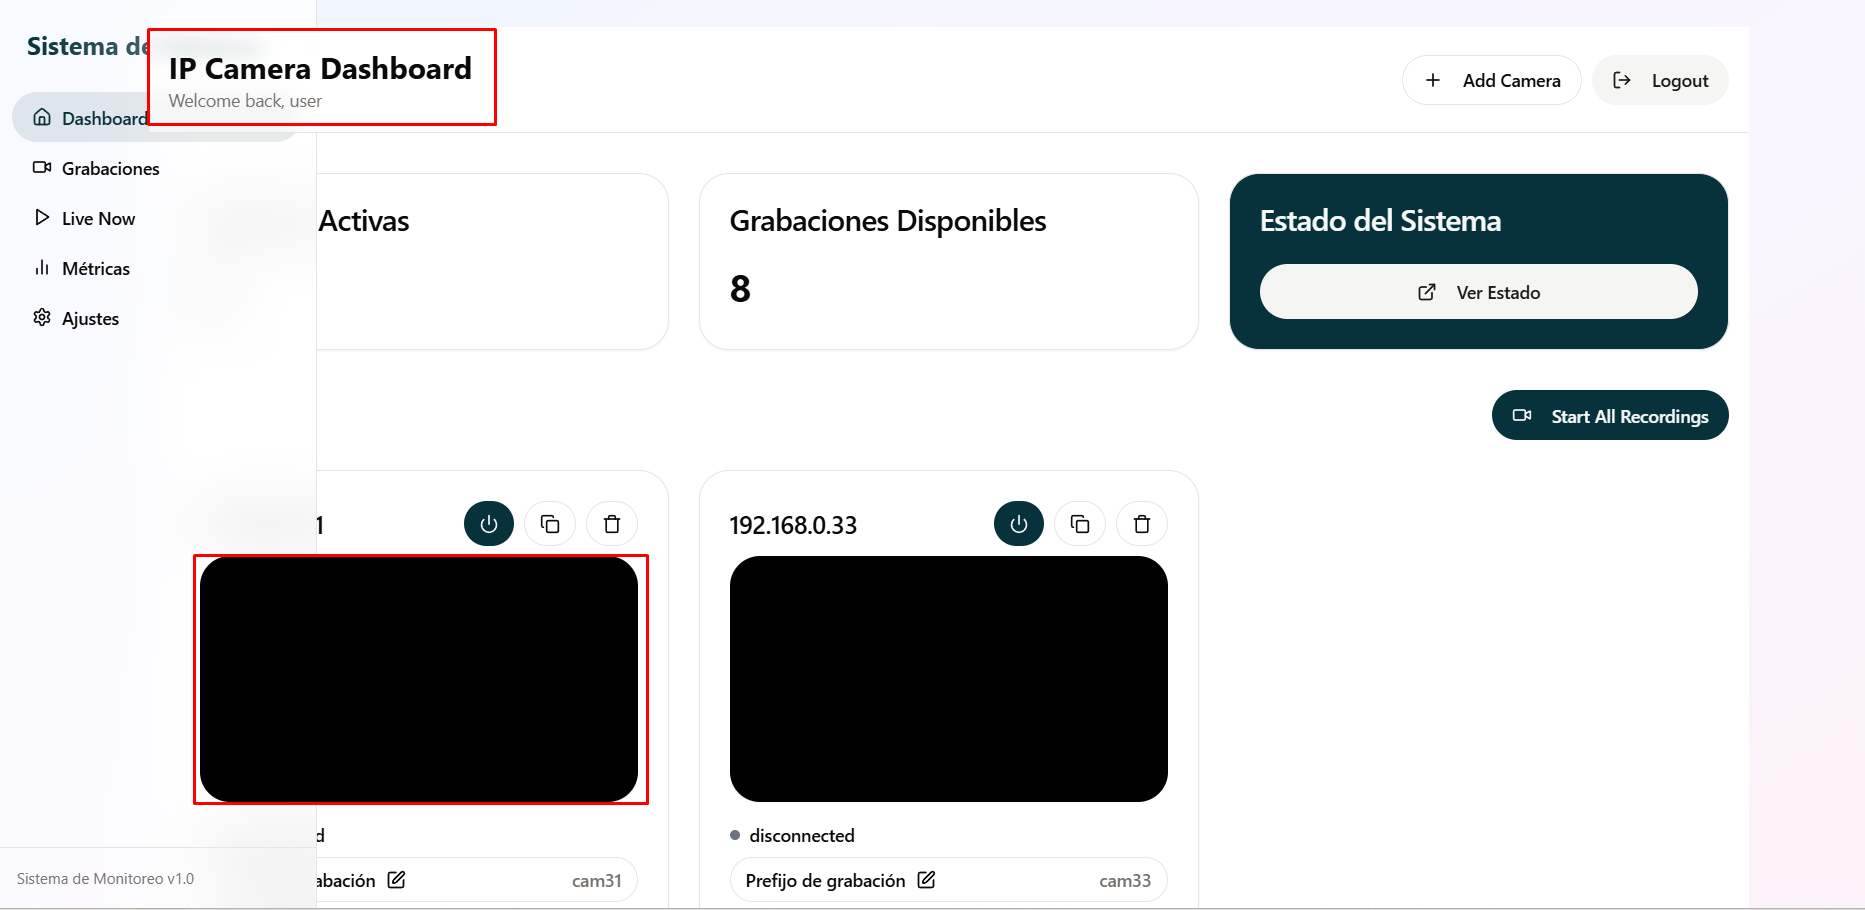 Sistema de
IP Camera Dashboard
Welcome back, user
Add Camera
Logout
Dashboard
Grabaciones
Live Now
Métricas
Ajustes
Activas
Grabaciones Disponibles
8
Estado del Sistema
Ver Estado
Start All Recordings
1
192.168.0.33
d
disconnected
abación
cam31
Prefijo de grabación
cam33
Sistema de Monitoreo v1.0